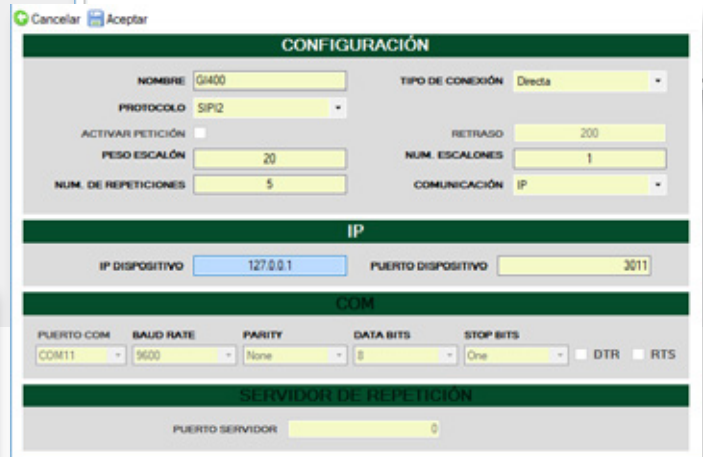 Cancelar Aceptar
CONFIGURACIÓN
NOMBRE GI400 TIPO DE CONEXIÓN Directa
PROTOCOLO SIPI2
ACTIVAR PETICIÓN RETRASO 200
PESO ESCALÓN 20 NUM. ESCALONES 1
NUM. DE REPETICIONES 5 COMUNICACIÓN IP
IP
IP DISPOSITIVO 127.0.0.1 PUERTO DISPOSITIVO 3011
COM
PUERTO COM BAUD RATE PARITY DATA BITS STOP BITS
COM11 9600 None 8 One DTR RTS
SERVIDOR DE REPETICIÓN
PUERTO SERVIDOR 0